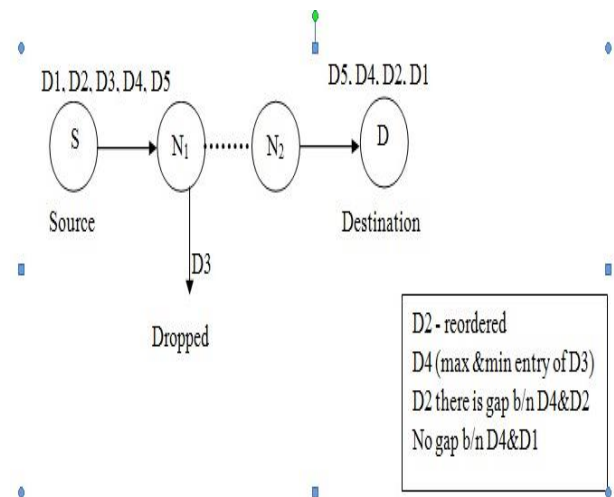 D1, D2, D3, D4, D5
D5, D4, D2, D1
S
N1
N2
D
Source
Destination
D3
Dropped
D2 - reordered
D4 (max &min entry of D3)
D2 there is gap b/n D4&D2
No gap b/n D4&D1